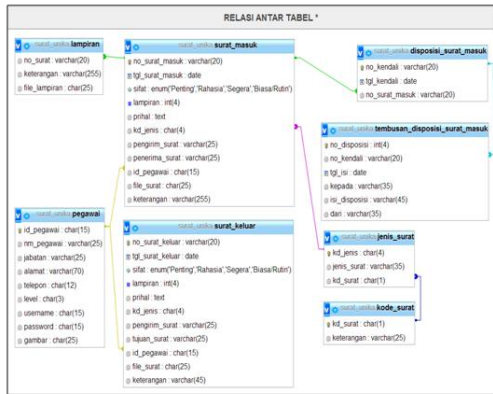 RELASI ANTAR TABEL *
surat_unika lampiran
no_surat : varchar(20)
keterangan : varchar(255)
file_lampiran : char(25)
surat_unika surat_masuk
no_surat_masuk : varchar(20)
tgl_surat_masuk : date
sifat : enum('Penting','Rahasia','Segera','Biasa/Rutin')
lampiran : int(4)
prihal : text
kd_jenis : char(4)
pengirim_surat : varchar(25)
penerima_surat : varchar(25)
id_pegawai : char(15)
file_surat : char(25)
keterangan : varchar(255)
surat_unika disposisi_surat_masuk
no_kendali : varchar(20)
tgl_kendali : date
no_surat_masuk : varchar(20)
surat_unika tembusan_disposisi_surat_masuk
no_disposisi : int(4)
no_kendali : varchar(20)
tgl_isi : date
kepada : varchar(35)
isi_disposisi : varchar(45)
dari : varchar(35)
surat_unika pegawai
id_pegawai : char(15)
nm_pegawai : varchar(25)
jabatan : varchar(25)
alamat : varchar(70)
telepon : char(12)
level : char(3)
username : char(15)
password : char(15)
gambar : char(25)
surat_unika surat_keluar
no_surat_keluar : varchar(20)
tgl_surat_keluar : date
sifat : enum('Penting','Rahasia','Segera','Biasa/Rutin')
lampiran : int(4)
prihal : text
kd_jenis : char(4)
pengirim_surat : varchar(25)
tujuan_surat : varchar(25)
id_pegawai : char(15)
file_surat : char(25)
keterangan : varchar(45)
surat_unika jenis_surat
kd_jenis : char(4)
jenis_surat : varchar(35)
kd_surat : char(1)
surat_unika kode_surat
kd_surat : char(1)
keterangan : varchar(25)